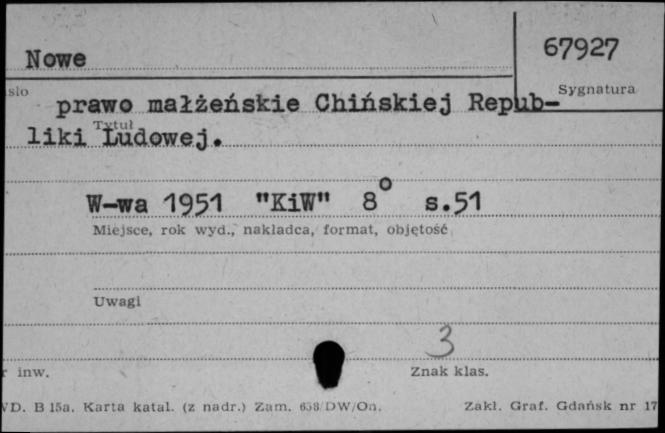 Nowe
67927
sło
Sygnatura
prawo małżeńskie Chińskiej Repub-
Tytuł
liki Ludowej.
W-wa 1951 "KiW" 8° s.51
Miejsce, rok wyd., nakładca, format, objętość
Uwagi
3
r inw.
Znak klas.
VD. B 15a. Karta katal. (z nadr.) Zam. 658/DW/On. Zakł. Graf. Gdańsk nr 17